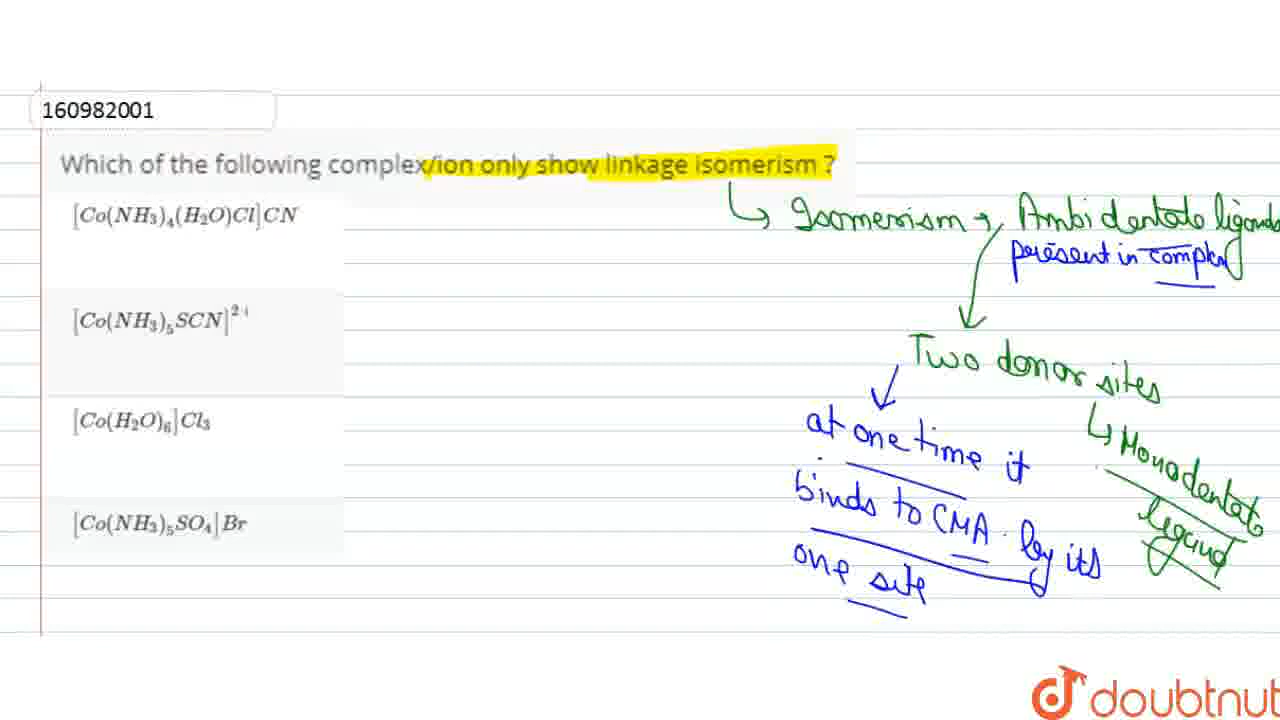 160982001
Which of the following complex/ion only show linkage isomerism ?
[Co(NH₃)₄(H₂O)Cl]CN
[Co(NH₃)₅SCN]²⁺
[Co(H₂O)₆]Cl₃
[Co(NH₃)₅SO₄]Br
↳ Isomerism → Ambidentate ligands
present in complex
Two donor sites
↳ Monodentate
ligand
at one time it
binds to CMA by its
one site
doubtnut